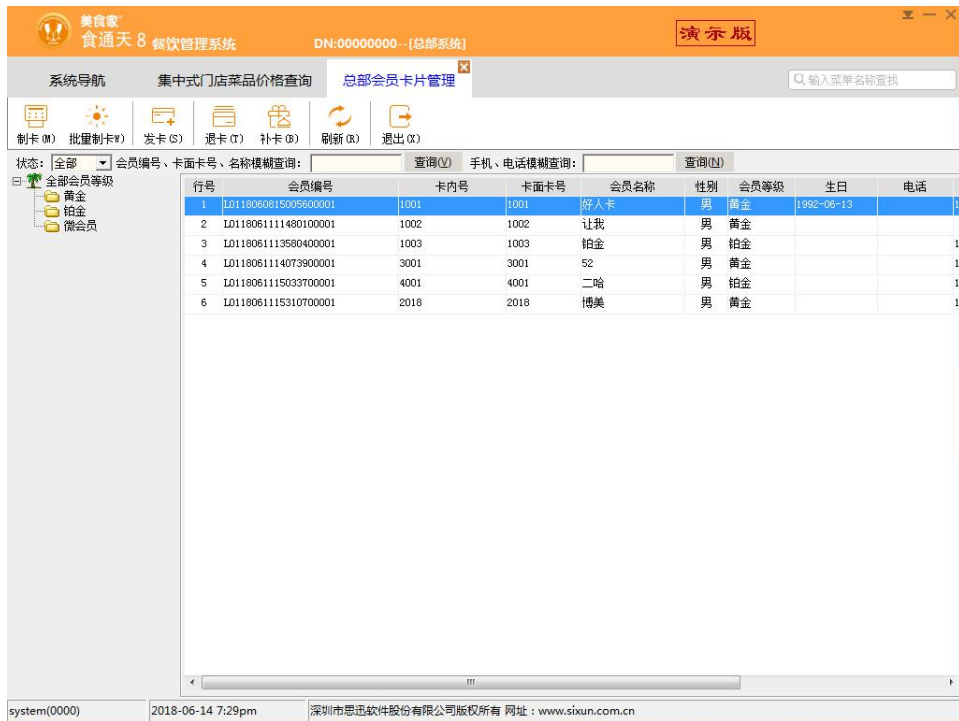 美食家
食通天 8 餐饮管理系统 DN:00000000--[总部系统] 演示版
系统导航 集中式门店菜品价格查询 总部会员卡片管理 输入菜单名称查找
制卡(M) 批量制卡W) 发卡(S) 退卡(T) 补卡(B) 刷新(R) 退出(X)
状态: 全部 会员编号、卡面卡号、名称模糊查询: 查询(V) 手机、电话模糊查询: 查询(N)
全部会员等级
黄金
铂金
微会员
行号 会员编号 卡内号 卡面卡号 会员名称 性别 会员等级 生日 电话
1 L0118060815005600001 1001 1001 好人卡 男 黄金 1992-06-13 1
2 L0118061111480100001 1002 1002 让我 男 黄金
3 L0118061113580400001 1003 1003 铂金 男 铂金 1
4 L0118061114073900001 3001 3001 52 男 黄金 1
5 L0118061115033700001 4001 4001 二哈 男 铂金 1
6 L0118061115310700001 2018 2018 博美 男 黄金 1
system(0000) 2018-06-14 7:29pm 深圳市思迅软件股份有限公司版权所有 网址：www.sixun.com.cn